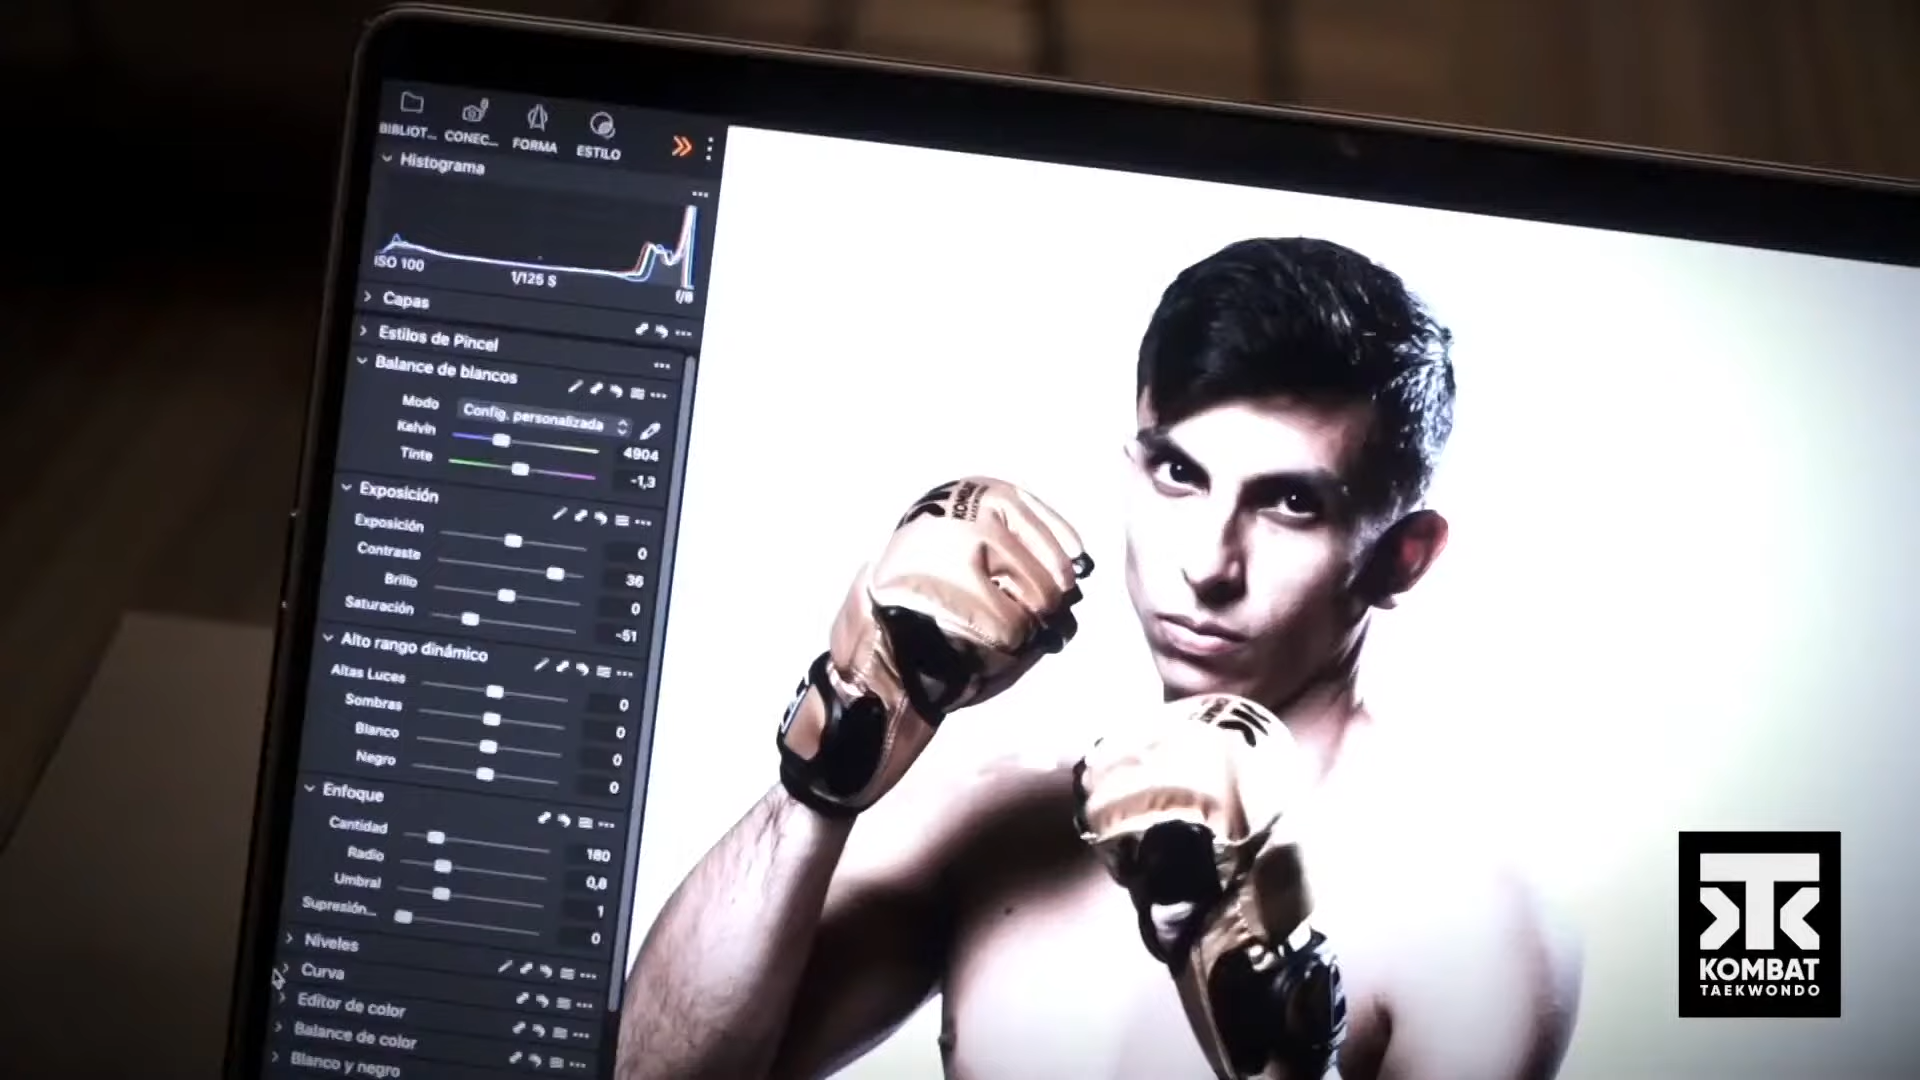 BIBLIOT... CONEC... FORMA ESTILO
Histograma
ISO 100 1/125 S f/8
Capas
Estilos de Pincel
Balance de blancos
Modo Config. personalizada
Kelvin 4904
Tinte -1,3
Exposición
Exposición 0
Contraste 36
Brillo 0
Saturación -51
Alto rango dinámico
Altas Luces 0
Sombras 0
Blanco 0
Negro 0
Enfoque
Cantidad 180
Radio 0,8
Umbral 1
Supresión... 0
Niveles
Curva
Editor de color
Balance de color
Blanco y negro
KOMBAT
KOMBAT
TAEKWONDO